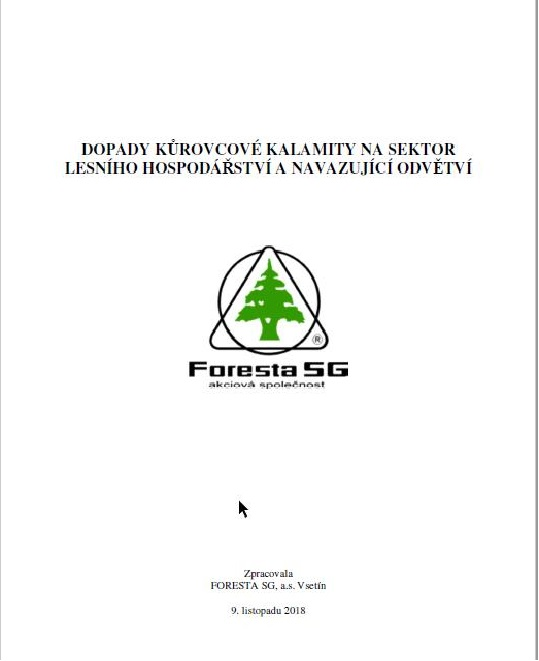 DOPADY KŮROVCOVÉ KALAMITY NA SEKTOR
LESNÍHO HOSPODÁŘSTVÍ A NAVAZUJÍCÍ ODVĚTVÍ
®
Foresta SG
akciová společnost
Zpracovala
FORESTA SG, a.s. Vsetín
9. listopadu 2018